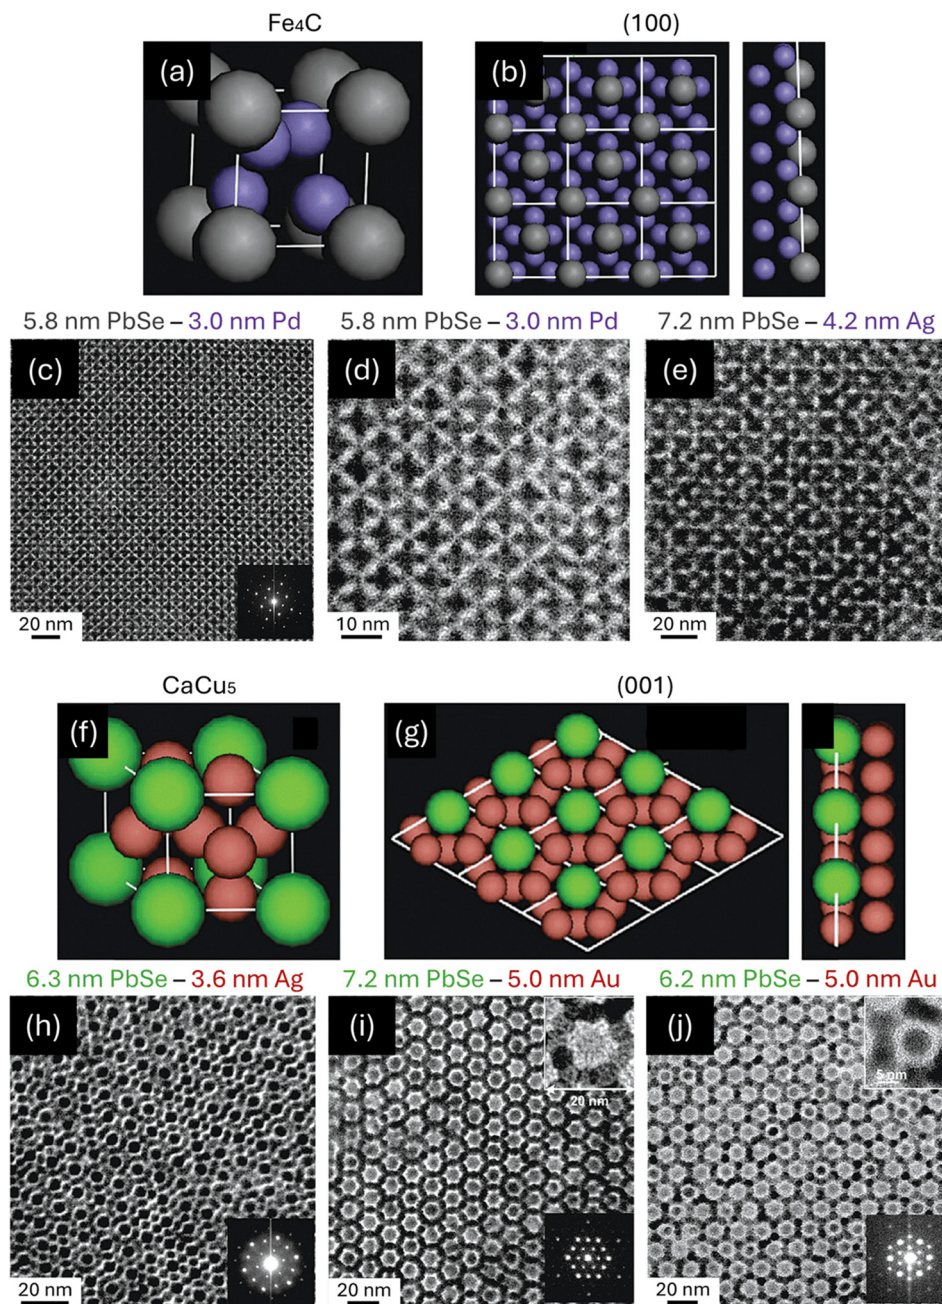 Fe₄C
(100)
(a)
(b)
5.8 nm PbSe – 3.0 nm Pd
5.8 nm PbSe – 3.0 nm Pd
7.2 nm PbSe – 4.2 nm Ag
(c)
(d)
(e)
20 nm
10 nm
20 nm
CaCu₅
(001)
(f)
(g)
6.3 nm PbSe – 3.6 nm Ag
7.2 nm PbSe – 5.0 nm Au
6.2 nm PbSe – 5.0 nm Au
(h)
(i)
(j)
20 nm
5 nm
20 nm
20 nm
20 nm